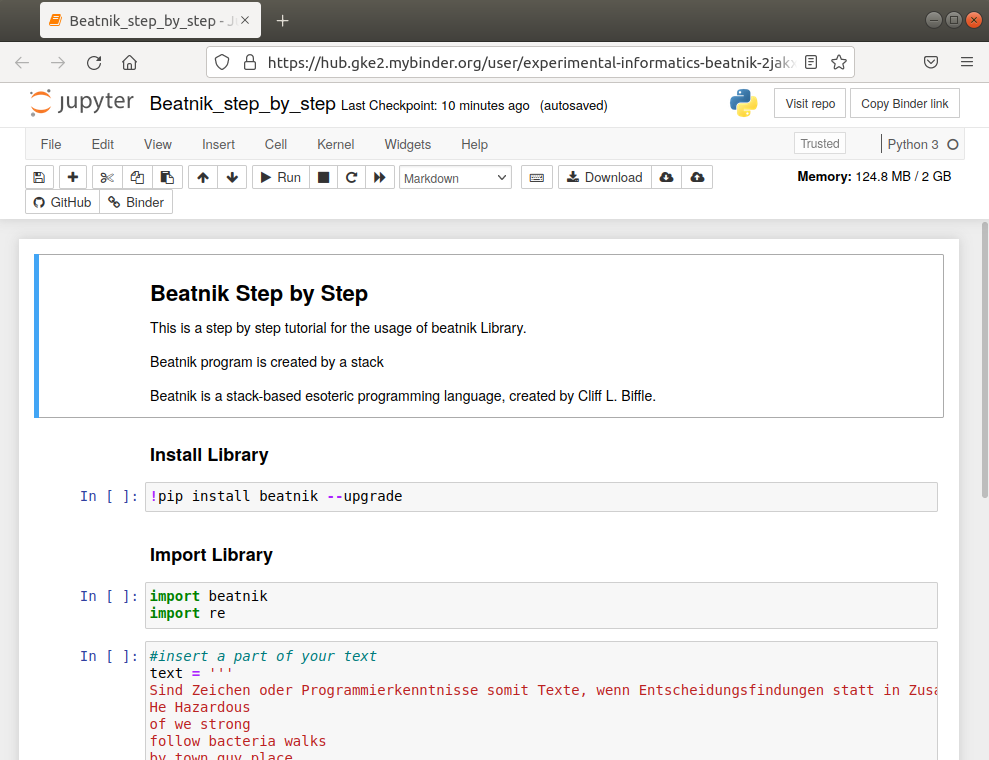 Beatnik_step_by_step - J
https://hub.gke2.mybinder.org/user/experimental-informatics-beatnik-2jak
jupyter Beatnik_step_by_step Last Checkpoint: 10 minutes ago (autosaved) Visit repo Copy Binder link
File Edit View Insert Cell Kernel Widgets Help Trusted Python 3
Run Markdown Download Memory: 124.8 MB / 2 GB
GitHub Binder
Beatnik Step by Step
This is a step by step tutorial for the usage of beatnik Library.
Beatnik program is created by a stack
Beatnik is a stack-based esoteric programming language, created by Cliff L. Biffle.
Install Library
In [ ]: !pip install beatnik --upgrade
Import Library
In [ ]: import beatnik
import re
In [ ]: #insert a part of your text
text = '''
Sind Zeichen oder Programmierkenntnisse somit Texte, wenn Entscheidungsfindungen statt in Zusa
He Hazardous
of we strong
follow bacteria walks
by town guy place